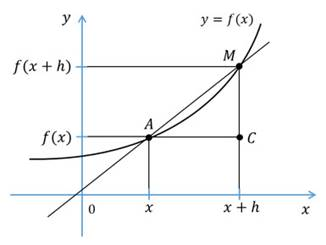 y
y = f(x)
M
f(x + h)
A
f(x)
C
0
x
x + h
x